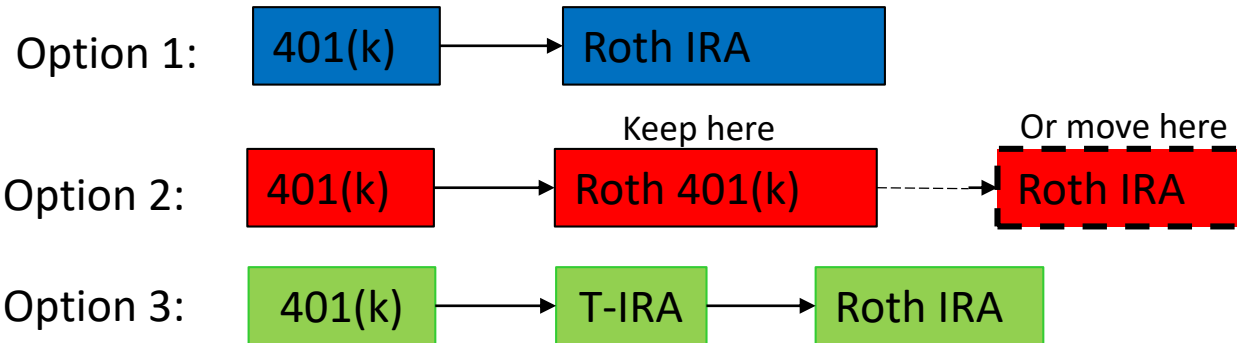 Option 1: 401(k) Roth IRA
Keep here Or move here
Option 2: 401(k) Roth 401(k) Roth IRA
Option 3: 401(k) T-IRA Roth IRA